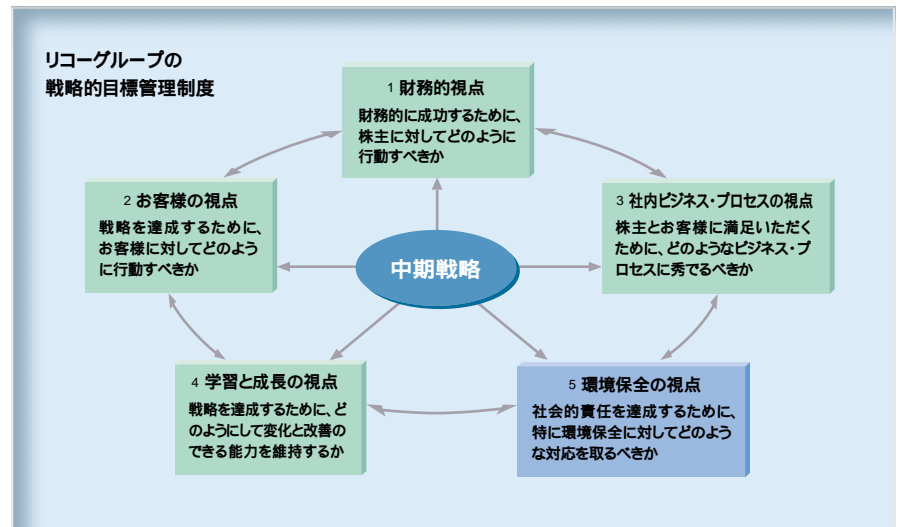 リコーグループの
戦略的目標管理制度
1 財務的視点
財務的に成功するために、
株主に対してどのように
行動すべきか
2 お客様の視点
戦略を達成するために、
お客様に対してどのよう
に行動すべきか
3 社内ビジネス・プロセスの視点
株主とお客様に満足いただく
ために、どのようなビジネス・プ
ロセスに秀でるべきか
中期戦略
4 学習と成長の視点
戦略を達成するために、ど
のようにして変化と改善の
できる能力を維持するか
5 環境保全の視点
社会的責任を達成するために、
特に環境保全に対してどのよう
な対応を取るべきか